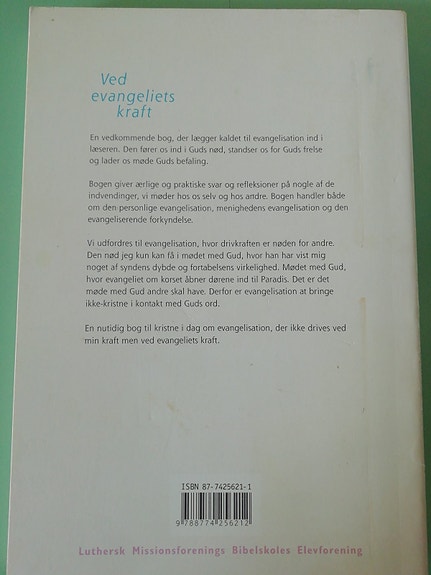 Ved
evangeliets
kraft
En vedkommende bog, der lægger kaldet til evangelisation ind i
læseren. Den fører os ind i Guds nød, standser os for Guds frelse
og lader os møde Guds befaling.
Bogen giver ærlige og praktiske svar og refleksioner på nogle af de
indvendinger, vi møder hos os selv og hos andre. Bogen handler både
om den personlige evangelisation, menighedens evangelisation og den
evangeliserende forkyndelse.
Vi udfordres til evangelisation, hvor drivkraften er nøden for andre.
Den nød jeg kun kan få i mødet med Gud, hvor han har vist mig
noget af syndens dybde og fortabelsens virkelighed. Mødet med Gud,
hvor evangeliet om korset åbner dørene ind til Paradis. Det er det
møde med Gud andre skal have. Derfor er evangelisation at bringe
ikke-kristne i kontakt med Guds ord.
En nutidig bog til kristne i dag om evangelisation, der ikke drives ved
min kraft men ved evangeliets kraft.
ISBN 87-7425621-1
9 788774 256212
Luthersk Missionsforenings Bibelskoles Elevforening